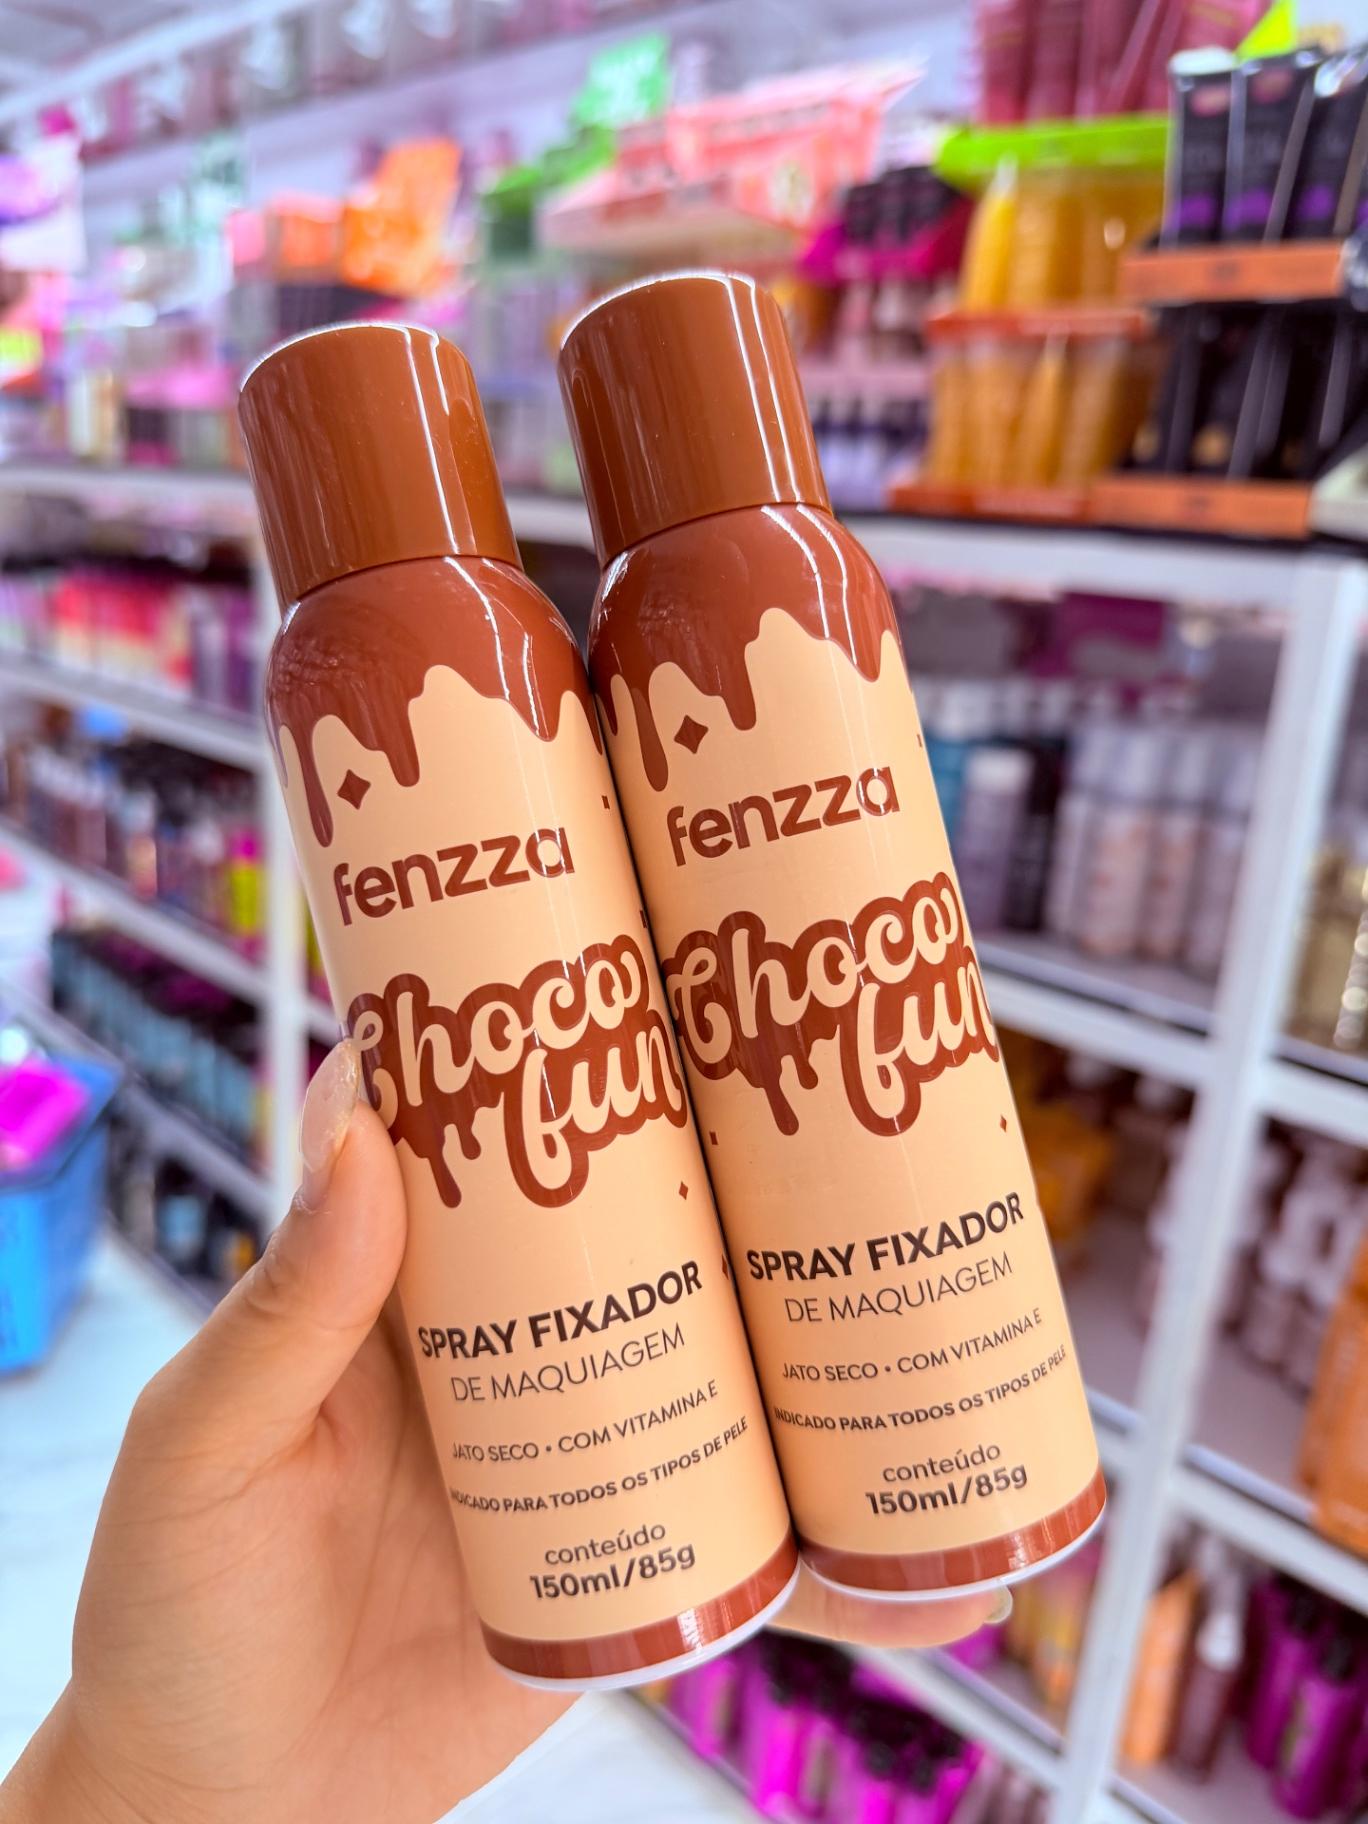 fenzza
Choco
fun
SPRAY FIXADOR
DE MAQUIAGEM
JATO SECO • COM VITAMINA E
INDICADO PARA TODOS OS TIPOS DE PELE
conteúdo
150ml/85g
fenzza
Choco
fun
SPRAY FIXADOR
DE MAQUIAGEM
JATO SECO • COM VITAMINA E
INDICADO PARA TODOS OS TIPOS DE PELE
conteúdo
150ml/85g